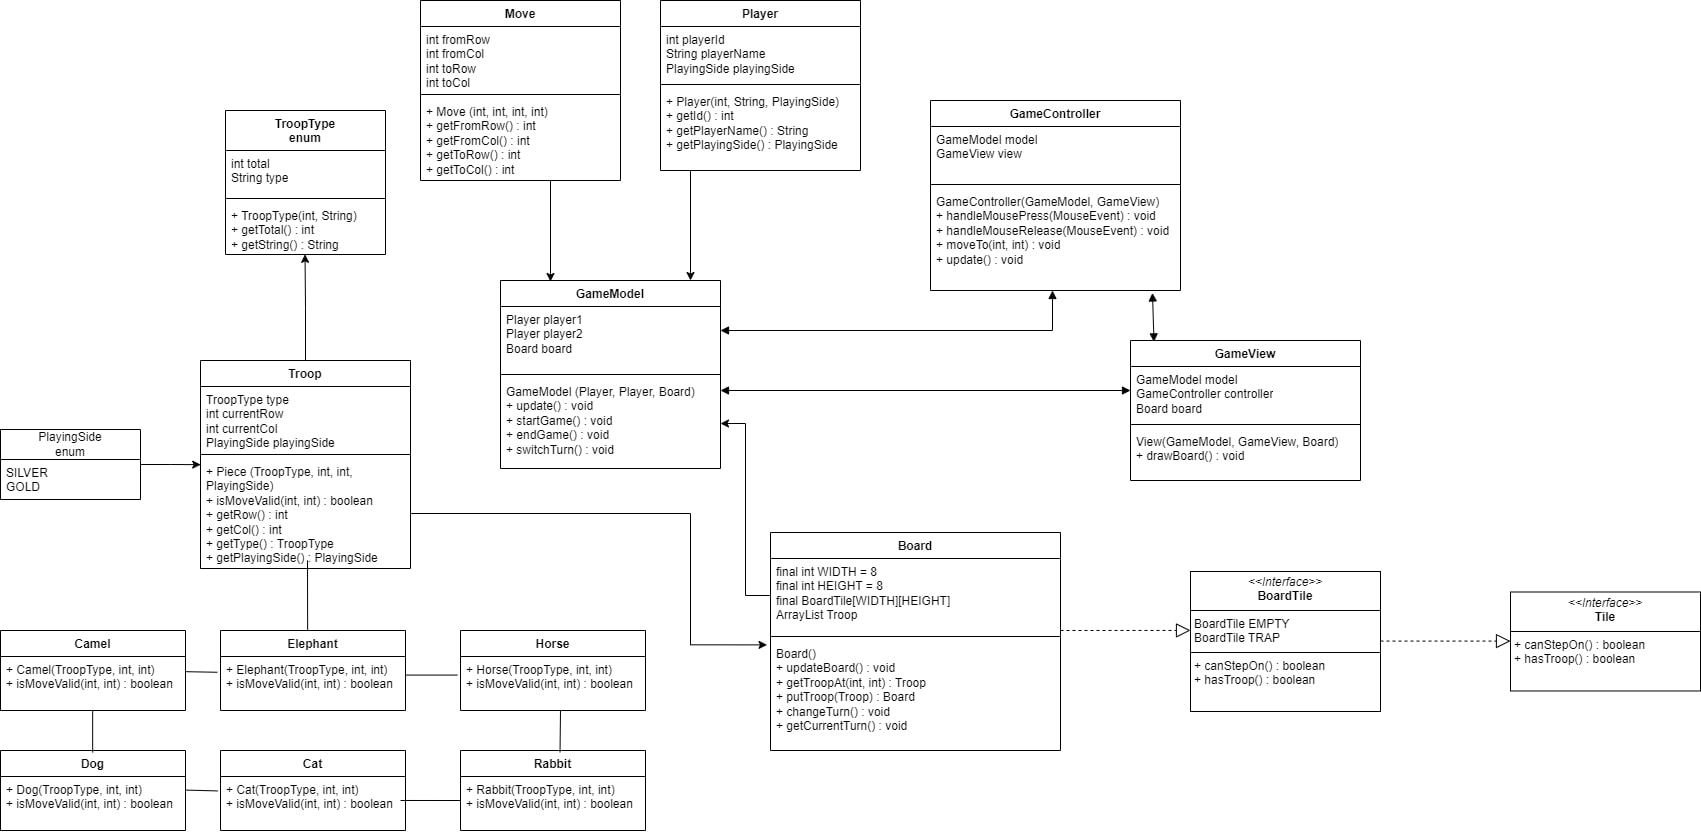 Move
int fromRow
int fromCol
int toRow
int toCol
+ Move (int, int, int, int)
+ getFromRow() : int
+ getFromCol() : int
+ getToRow() : int
+ getToCol() : int
Player
int playerId
String playerName
PlayingSide playingSide
+ Player(int, String, PlayingSide)
+ getId() : int
+ getPlayerName() : String
+ getPlayingSide() : PlayingSide
TroopType
enum
int total
String type
+ TroopType(int, String)
+ getTotal() : int
+ getString() : String
GameController
GameModel model
GameView view
GameController(GameModel, GameView)
+ handleMousePress(MouseEvent) : void
+ handleMouseRelease(MouseEvent) : void
+ moveTo(int, int) : void
+ update() : void
GameModel
Player player1
Player player2
Board board
GameModel (Player, Player, Board)
+ update() : void
+ startGame() : void
+ endGame() : void
+ switchTurn() : void
GameView
GameModel model
GameController controller
Board board
View(GameModel, GameView, Board)
+ drawBoard() : void
Troop
TroopType type
int currentRow
int currentCol
PlayingSide playingSide
+ Piece (TroopType, int, int,
PlayingSide)
+ isMoveValid(int, int) : boolean
+ getRow() : int
+ getCol() : int
+ getType() : TroopType
+ getPlayingSide() : PlayingSide
PlayingSide
enum
SILVER
GOLD
Board
final int WIDTH = 8
final int HEIGHT = 8
final BoardTile[WIDTH][HEIGHT]
ArrayList Troop
Board()
+ updateBoard() : void
+ getTroopAt(int, int) : Troop
+ putTroop(Troop) : Board
+ changeTurn() : void
+ getCurrentTurn() : void
<<Interface>>
BoardTile
BoardTile EMPTY
BoardTile TRAP
+ canStepOn() : boolean
+ hasTroop() : boolean
<<Interface>>
Tile
+ canStepOn() : boolean
+ hasTroop() : boolean
Camel
+ Camel(TroopType, int, int)
+ isMoveValid(int, int) : boolean
Elephant
+ Elephant(TroopType, int, int)
+ isMoveValid(int, int) : boolean
Horse
+ Horse(TroopType, int, int)
+ isMoveValid(int, int) : boolean
Dog
+ Dog(TroopType, int, int)
+ isMoveValid(int, int) : boolean
Cat
+ Cat(TroopType, int, int)
+ isMoveValid(int, int) : boolean
Rabbit
+ Rabbit(TroopType, int, int)
+ isMoveValid(int, int) : boolean